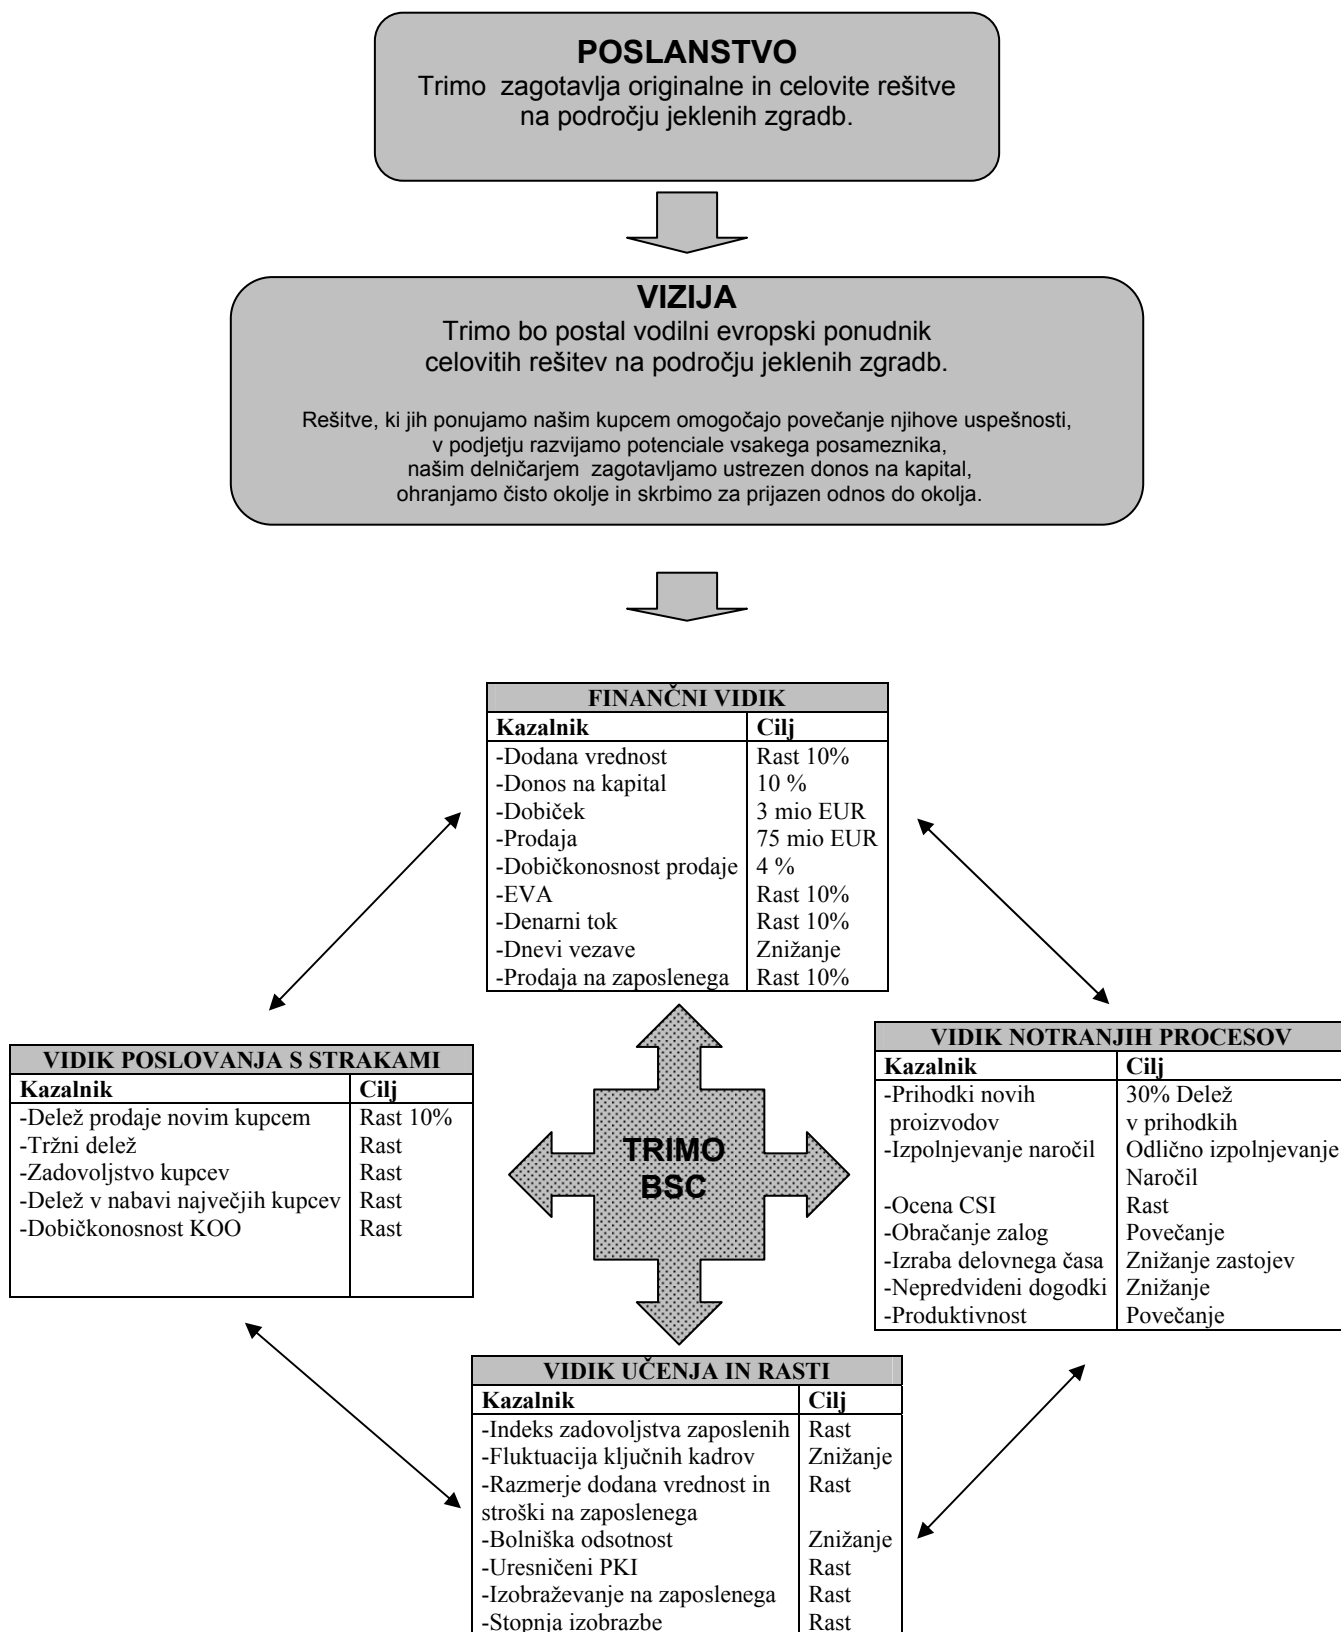 POSLANSTVO
Trimo zagotavlja originalne in celovite rešitve
na področju jeklenih zgradb.
VIZIJA
Trimo bo postal vodilni evropski ponudnik
celovitih rešitev na področju jeklenih zgradb.
Rešitve, ki jih ponujamo našim kupcem omogočajo povečanje njihove uspešnosti,
v podjetju razvijamo potenciale vsakega posameznika,
našim delničarjem zagotavljamo ustrezen donos na kapital,
ohranjamo čisto okolje in skrbimo za prijazen odnos do okolja.
FINANČNI VIDIK
Kazalnik Cilj
-Dodana vrednost Rast 10%
-Donos na kapital 10 %
-Dobiček 3 mio EUR
-Prodaja 75 mio EUR
-Dobičkonosnost prodaje 4 %
-EVA Rast 10%
-Denarni tok Rast 10%
-Dnevi vezave Znižanje
-Prodaja na zaposlenega Rast 10%
VIDIK POSLOVANJA S STRAKAMI
Kazalnik Cilj
-Delež prodaje novim kupcem Rast 10%
-Tržni delež Rast
-Zadovoljstvo kupcev Rast
-Delež v nabavi največjih kupcev Rast
-Dobičkonosnost KOO Rast
TRIMO
BSC
VIDIK NOTRANJIH PROCESOV
Kazalnik Cilj
-Prihodki novih 30% Delež
proizvodov v prihodkih
-Izpolnjevanje naročil Odlično izpolnjevanje
Naročil
-Ocena CSI Rast
-Obračanje zalog Povečanje
-Izraba delovnega časa Znižanje zastojev
-Nepredvideni dogodki Znižanje
-Produktivnost Povečanje
VIDIK UČENJA IN RASTI
Kazalnik Cilj
-Indeks zadovoljstva zaposlenih Rast
-Fluktuacija ključnih kadrov Znižanje
-Razmerje dodana vrednost in Rast
stroški na zaposlenega
-Bolniška odsotnost Znižanje
-Uresničeni PKI Rast
-Izobraževanje na zaposlenega Rast
-Stopnja izobrazbe Rast